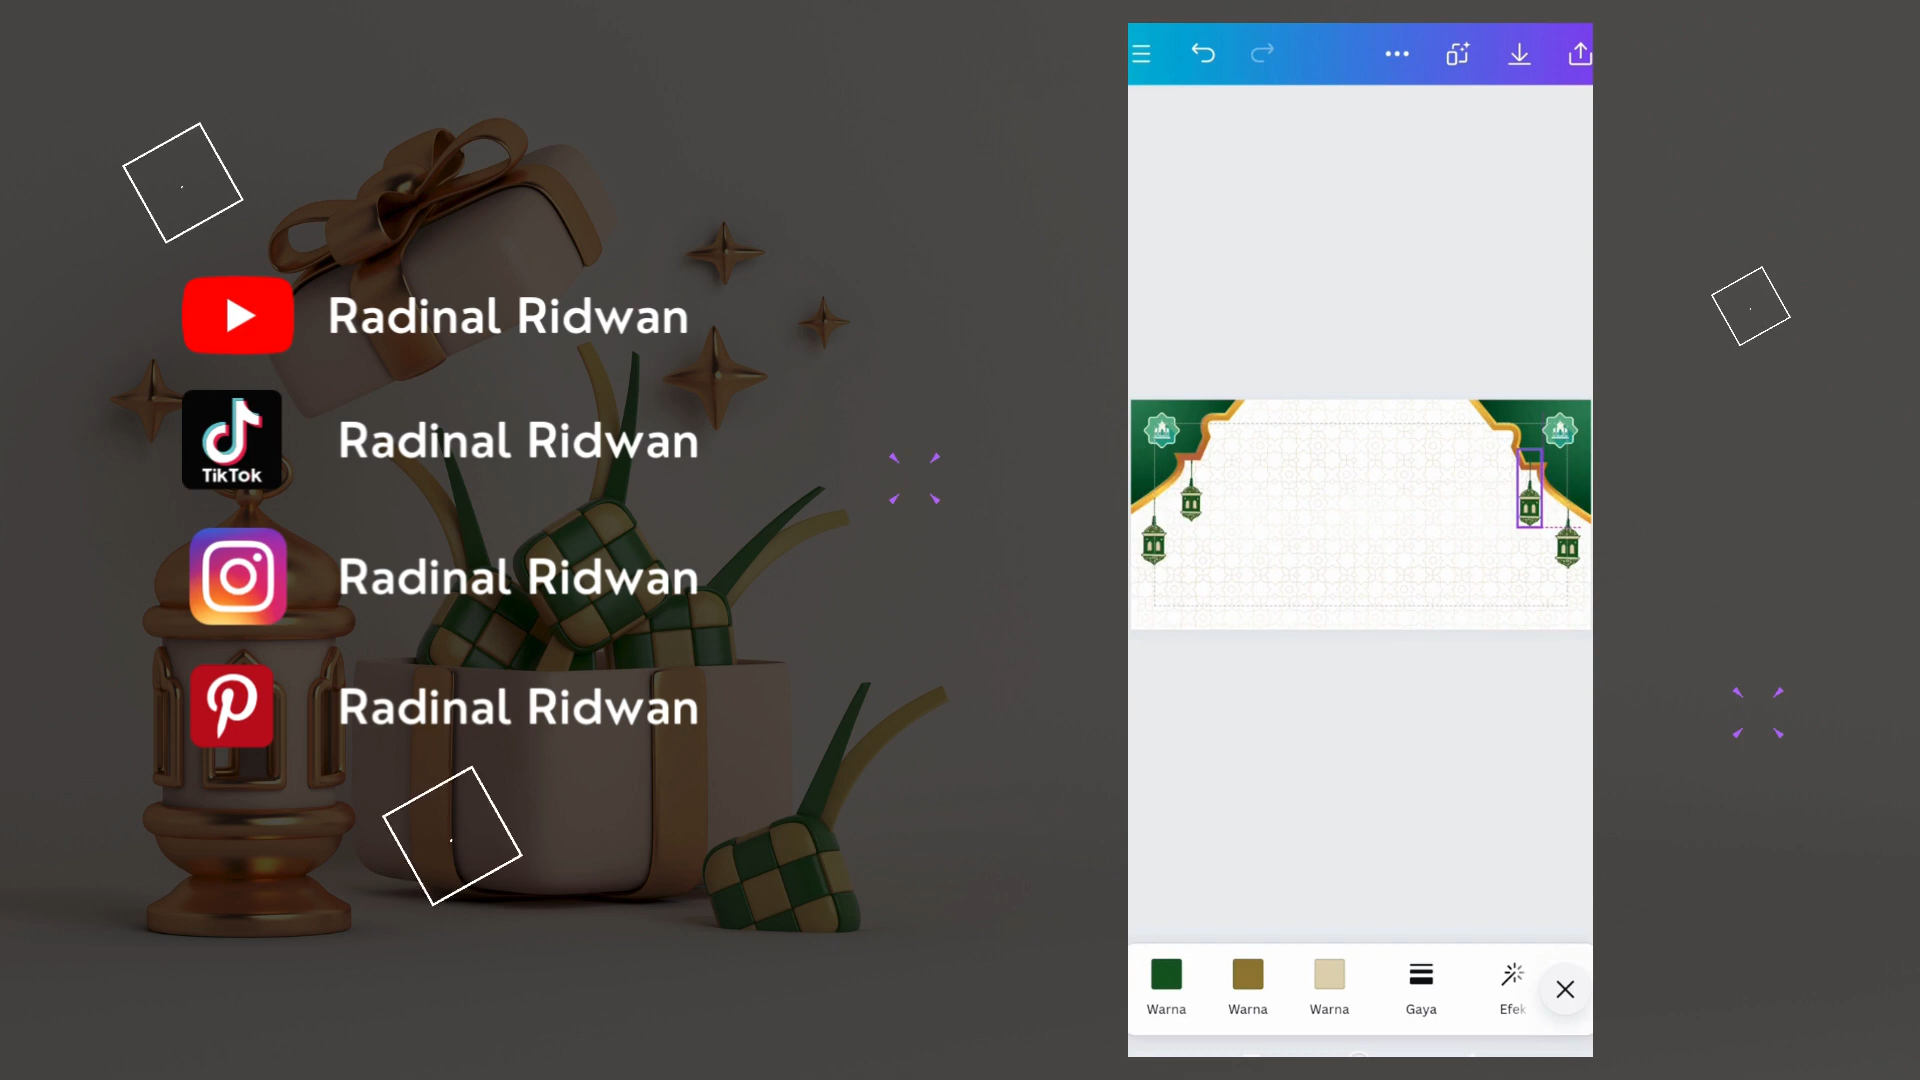 Radinal Ridwan
TikTok
Radinal Ridwan
Radinal Ridwan
Radinal Ridwan
Warna
Warna
Warna
Gaya
Efek